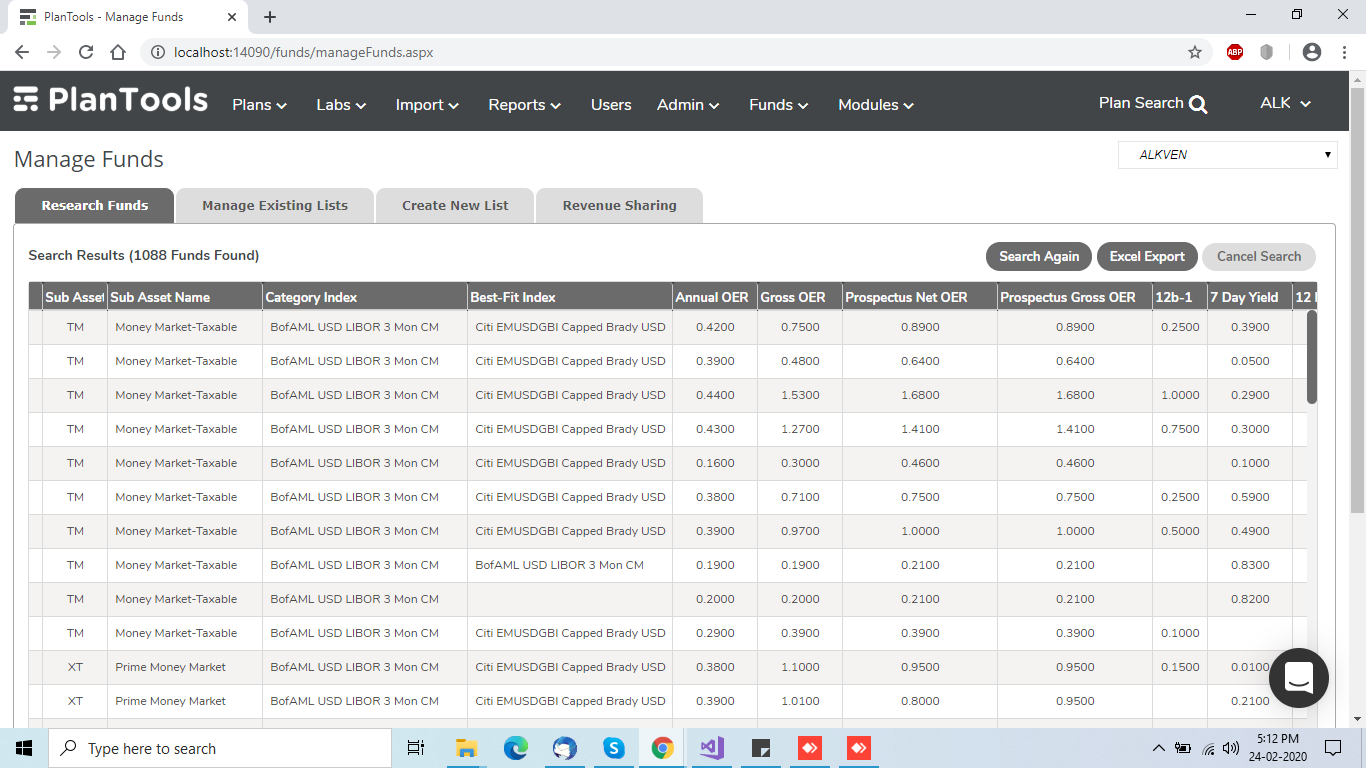 PlanTools - Manage Funds
localhost:14090/funds/manageFunds.aspx
ABP
PlanTools Plans Labs Import Reports Users Admin Funds Modules Plan Search ALK
Manage Funds
ALKVEN
Research Funds Manage Existing Lists Create New List Revenue Sharing
Search Results (1088 Funds Found) Search Again Excel Export Cancel Search
Sub Asset Sub Asset Name Category Index Best-Fit Index Annual OER Gross OER Prospectus Net OER Prospectus Gross OER 12b-1 7 Day Yield 12
TM Money Market-Taxable BofAML USD LIBOR 3 Mon CM Citi EMUSDGBI Capped Brady USD 0.4200 0.7500 0.8900 0.8900 0.2500 0.3900
TM Money Market-Taxable BofAML USD LIBOR 3 Mon CM Citi EMUSDGBI Capped Brady USD 0.3900 0.4800 0.6400 0.6400 0.0500
TM Money Market-Taxable BofAML USD LIBOR 3 Mon CM Citi EMUSDGBI Capped Brady USD 0.4400 1.5300 1.6800 1.6800 1.0000 0.2900
TM Money Market-Taxable BofAML USD LIBOR 3 Mon CM Citi EMUSDGBI Capped Brady USD 0.4300 1.2700 1.4100 1.4100 0.7500 0.3000
TM Money Market-Taxable BofAML USD LIBOR 3 Mon CM Citi EMUSDGBI Capped Brady USD 0.1600 0.3000 0.4600 0.4600 0.1000
TM Money Market-Taxable BofAML USD LIBOR 3 Mon CM Citi EMUSDGBI Capped Brady USD 0.3800 0.7100 0.7500 0.7500 0.2500 0.5900
TM Money Market-Taxable BofAML USD LIBOR 3 Mon CM Citi EMUSDGBI Capped Brady USD 0.3900 0.9700 1.0000 1.0000 0.5000 0.4900
TM Money Market-Taxable BofAML USD LIBOR 3 Mon CM BofAML USD LIBOR 3 Mon CM 0.1900 0.1900 0.2100 0.2100 0.8300
TM Money Market-Taxable BofAML USD LIBOR 3 Mon CM 0.2000 0.2000 0.2100 0.2100 0.8200
TM Money Market-Taxable BofAML USD LIBOR 3 Mon CM Citi EMUSDGBI Capped Brady USD 0.2900 0.3900 0.3900 0.3900 0.1000
XT Prime Money Market BofAML USD LIBOR 3 Mon CM Citi EMUSDGBI Capped Brady USD 0.3800 1.1000 0.9500 0.9500 0.1500 0.0100
XT Prime Money Market BofAML USD LIBOR 3 Mon CM Citi EMUSDGBI Capped Brady USD 0.3900 1.0100 0.8000 0.9500 0.2100
Type here to search
5:12 PM
24-02-2020